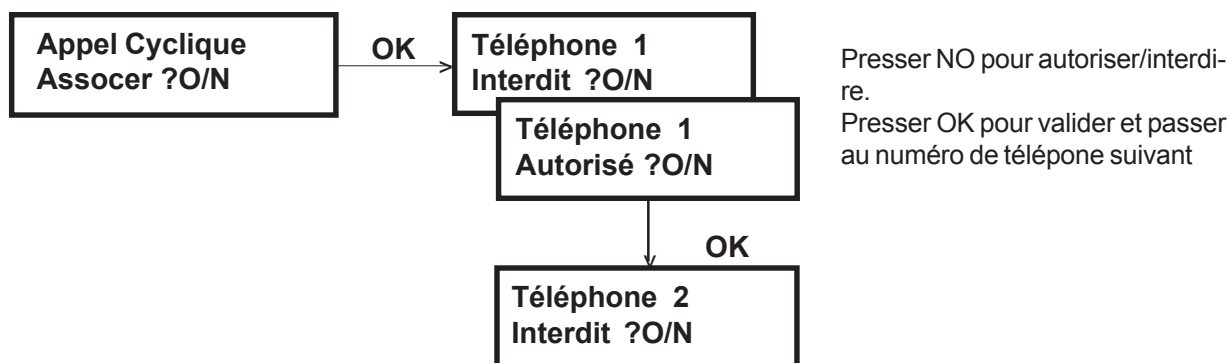 Appel Cyclique
Assocer ?O/N
OK
Téléphone 1
Interdit ?O/N
Téléphone 1
Autorisé ?O/N
OK
Téléphone 2
Interdit ?O/N
Presser NO pour autoriser/interdi-
re.
Presser OK pour valider et passer
au numéro de télépone suivant